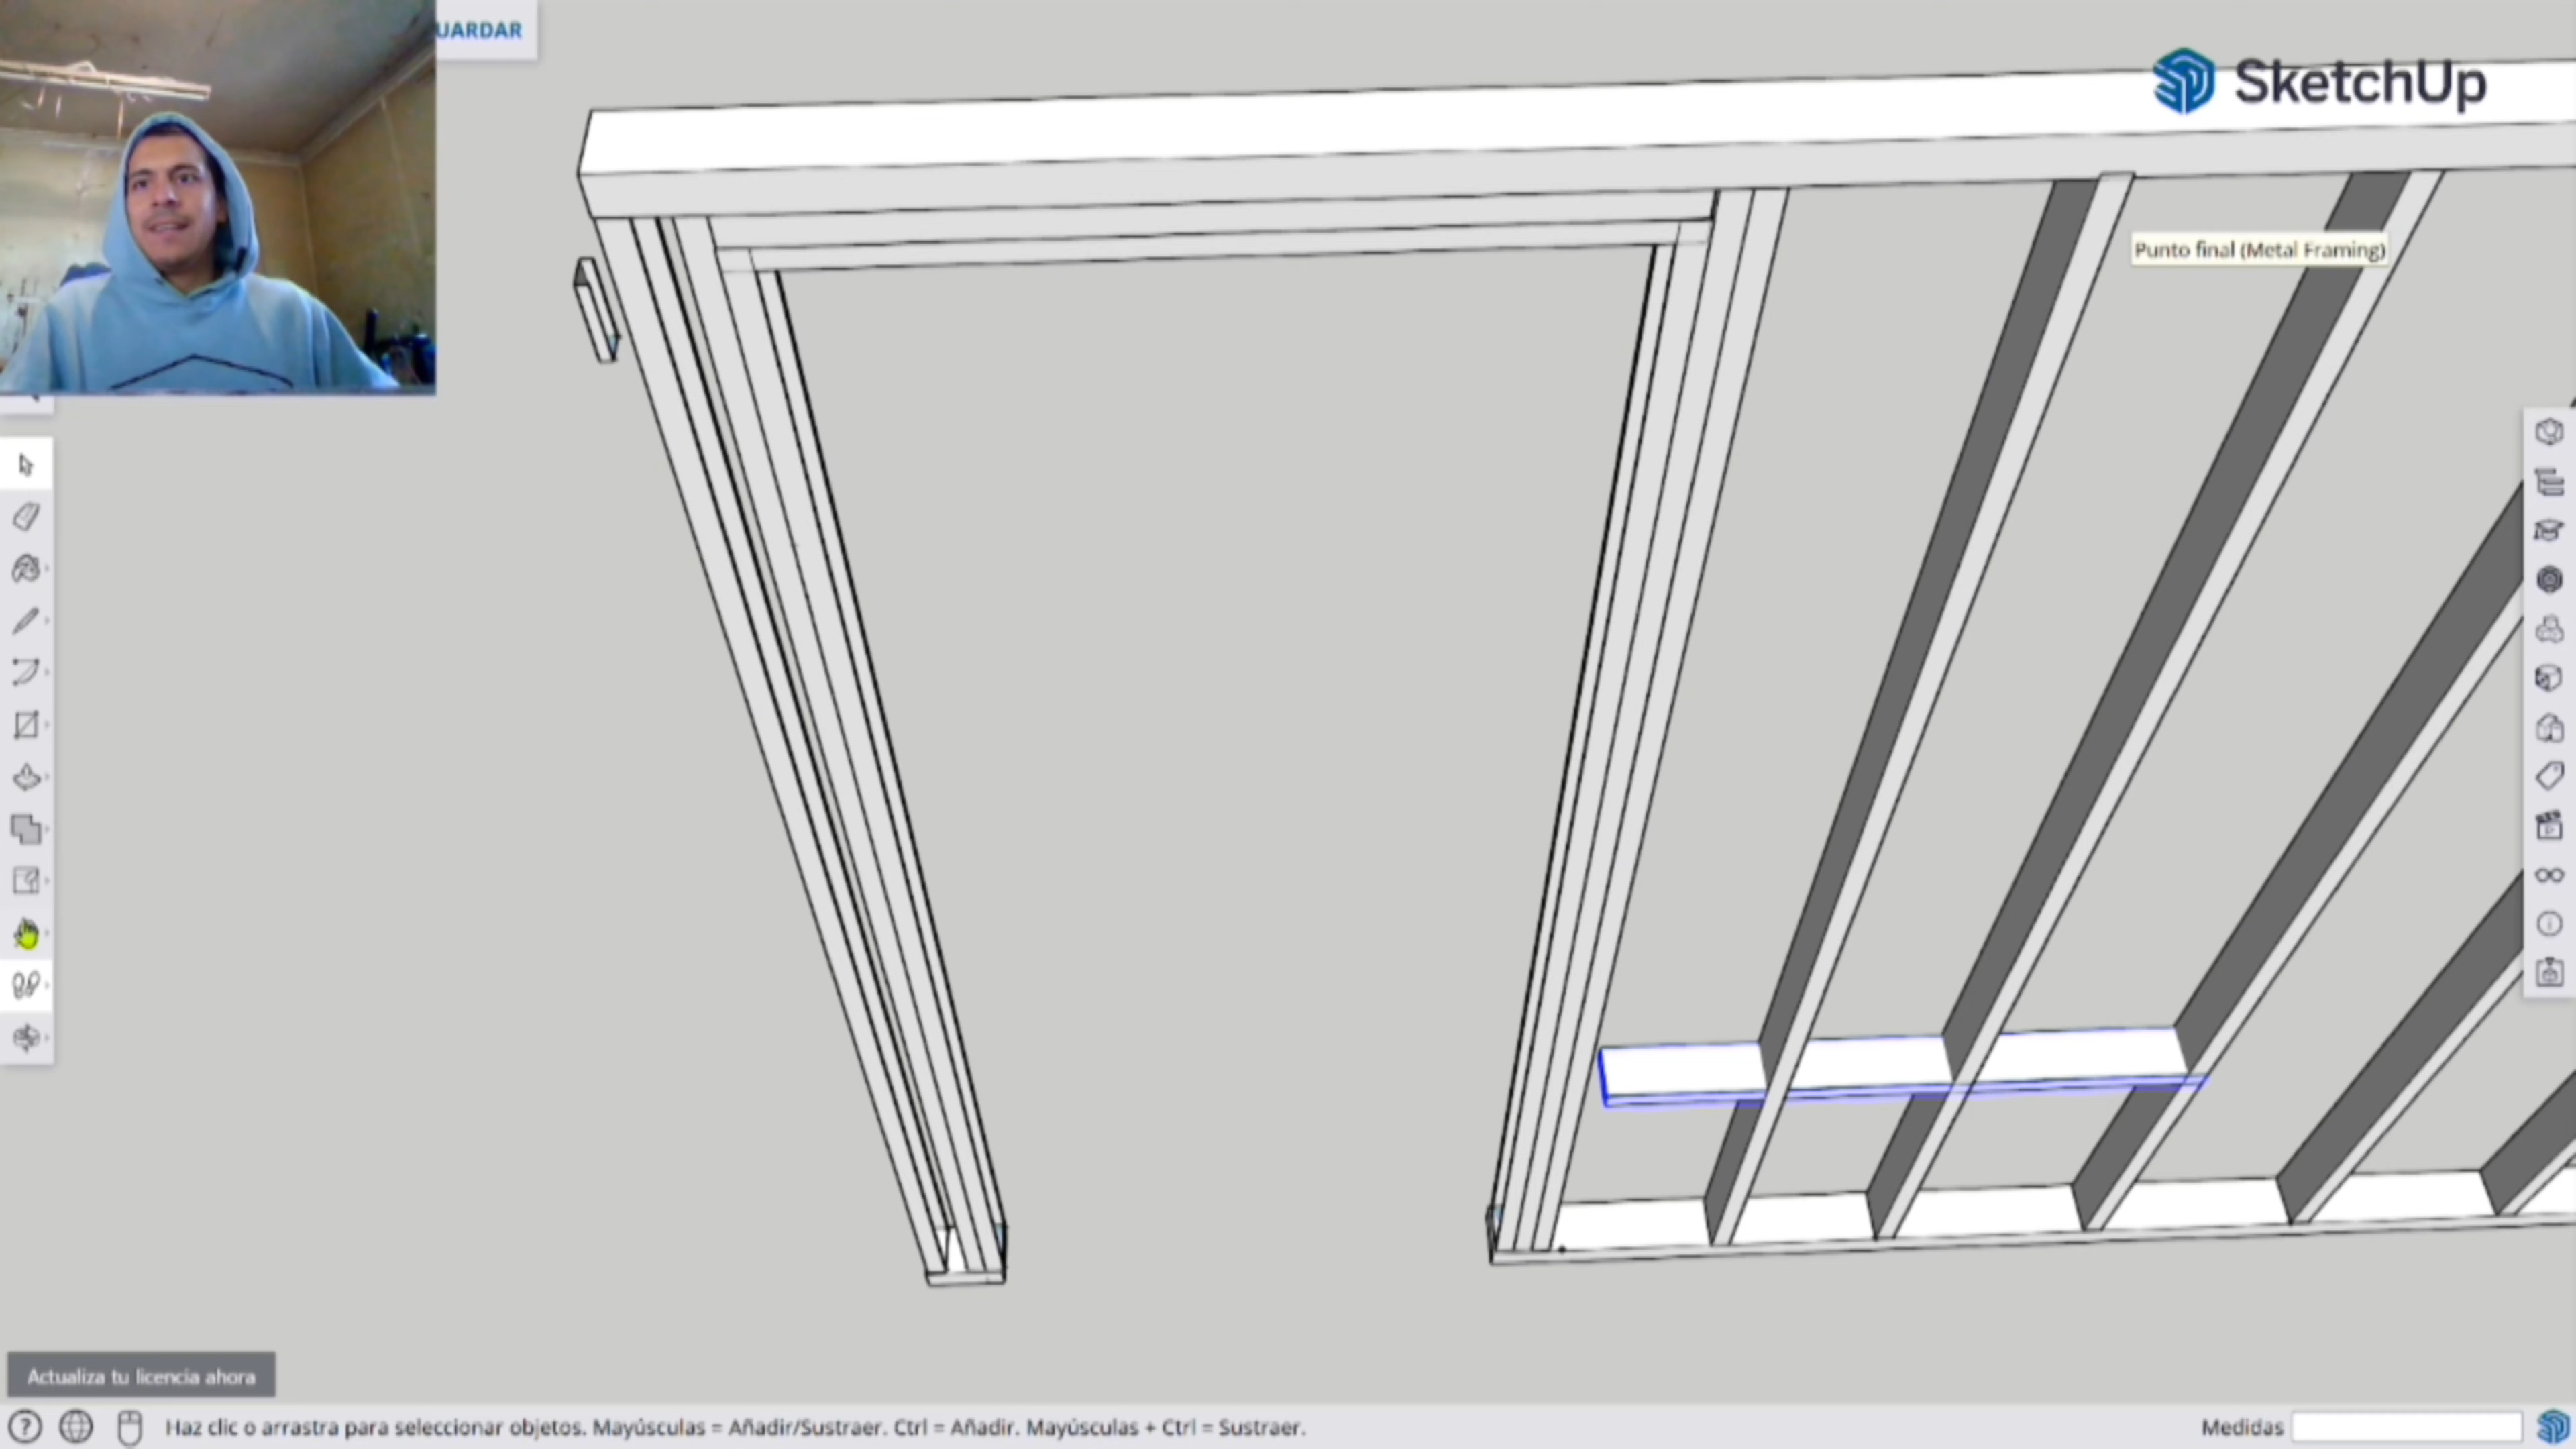 UARDAR
SketchUp
Punto final (Metal Framing)
Actualiza tu licencia ahora
Haz clic o arrastra para seleccionar objetos. Mayúsculas = Añadir/Sustraer. Ctrl = Añadir. Mayúsculas + Ctrl = Sustraer.
Medidas